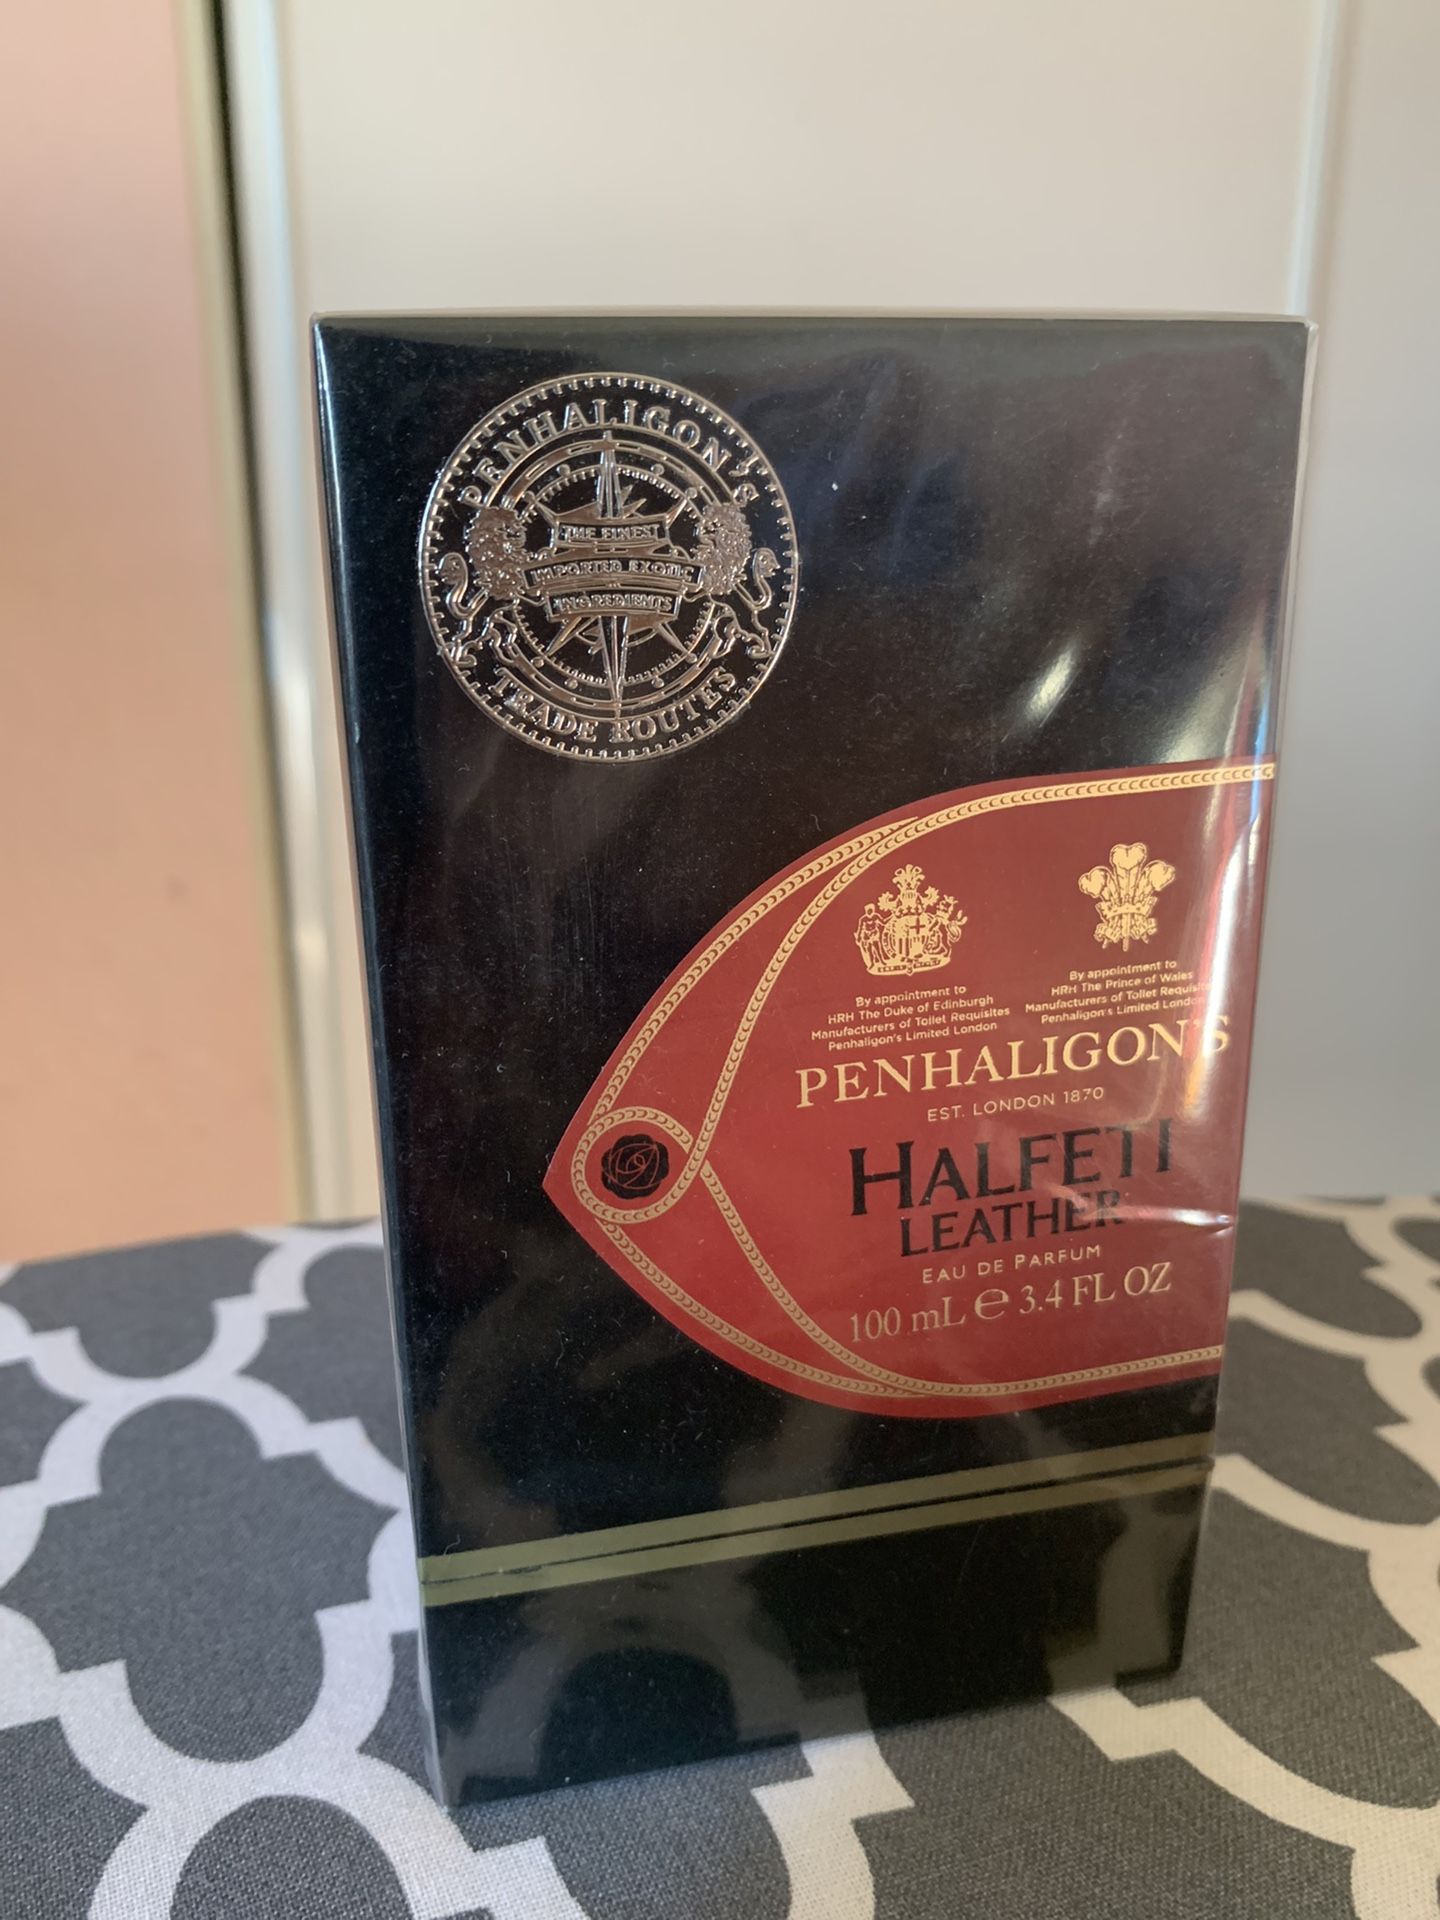 PENHALIGON'S
THE FINEST
IMPORTED EXOTIC
INGREDIENTS
TRADE ROUTES
By appointment to
HRH The Duke of Edinburgh
Manufacturers of Toilet Requisites
Penhaligon's Limited London
By appointment to
HRH The Prince of Wales
Manufacturers of Toilet Requisites
Penhaligon's Limited London
PENHALIGON'S
EST. LONDON 1870
HALFETI
LEATHER
EAU DE PARFUM
100 mL ℮ 3.4 FL OZ